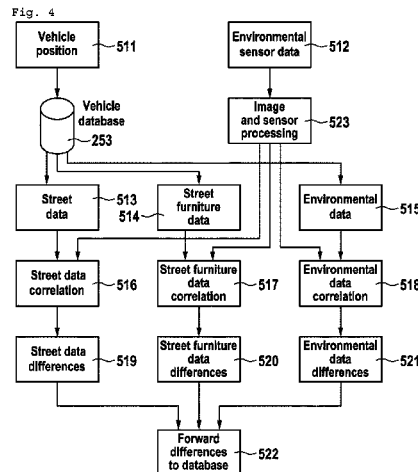 Fig. 4
Vehicle
position
511
Environmental
sensor data
512
Vehicle
database
253
Image
and sensor
processing
523
Street
data
513
514
Street
furniture
data
Environmental
data
515
Street data
correlation
516
Street furniture
data
correlation
517
Environmental
data
correlation
518
Street data
differences
519
Street furniture
data
differences
520
Environmental
data
differences
521
Forward
differences
to database
522